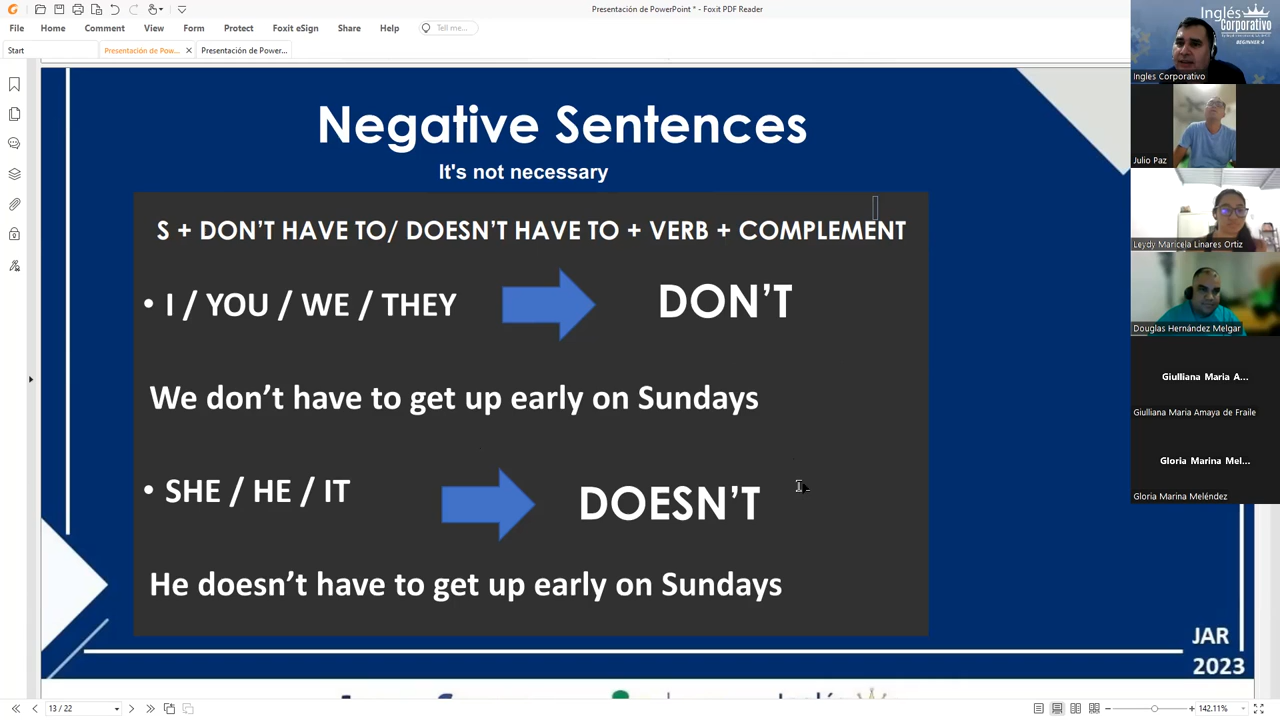 Presentación de PowerPoint * - Foxit PDF Reader
File Home Comment View Form Protect Foxit eSign Share Help Tell me...
Start Presentación de Pow... Presentación de Power...
Negative Sentences
It's not necessary
S + DON'T HAVE TO/ DOESN'T HAVE TO + VERB + COMPLEMENT
• I / YOU / WE / THEY DON'T
We don't have to get up early on Sundays
• SHE / HE / IT DOESN'T
He doesn't have to get up early on Sundays
JAR
2023
13 / 22
142.11%
Inglés
Corporativo
BEGINNER 4
Ingles Corporativo
Julio Paz
Leydy Maricela Linares Ortiz
Douglas Hernández Melgar
Giulliana Maria A...
Giulliana Maria Amaya de Fraile
Gloria Marina Mel...
Gloria Marina Meléndez